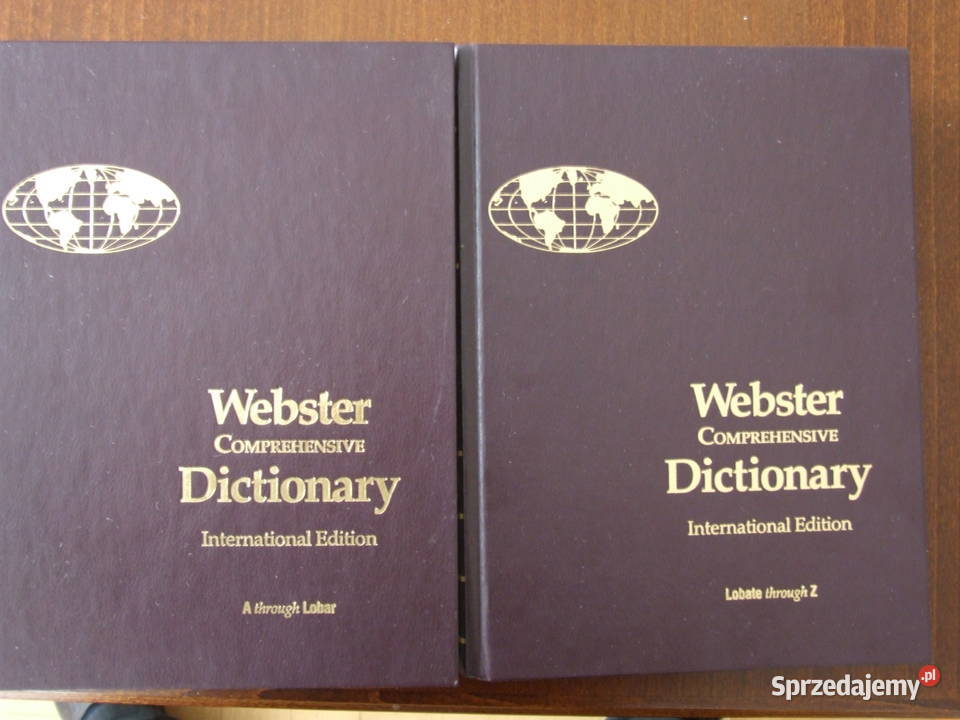 Webster
COMPREHENSIVE
Dictionary
International Edition
A through Lobar
Webster
COMPREHENSIVE
Dictionary
International Edition
Lobate through Z
Sprzedajemy.pl